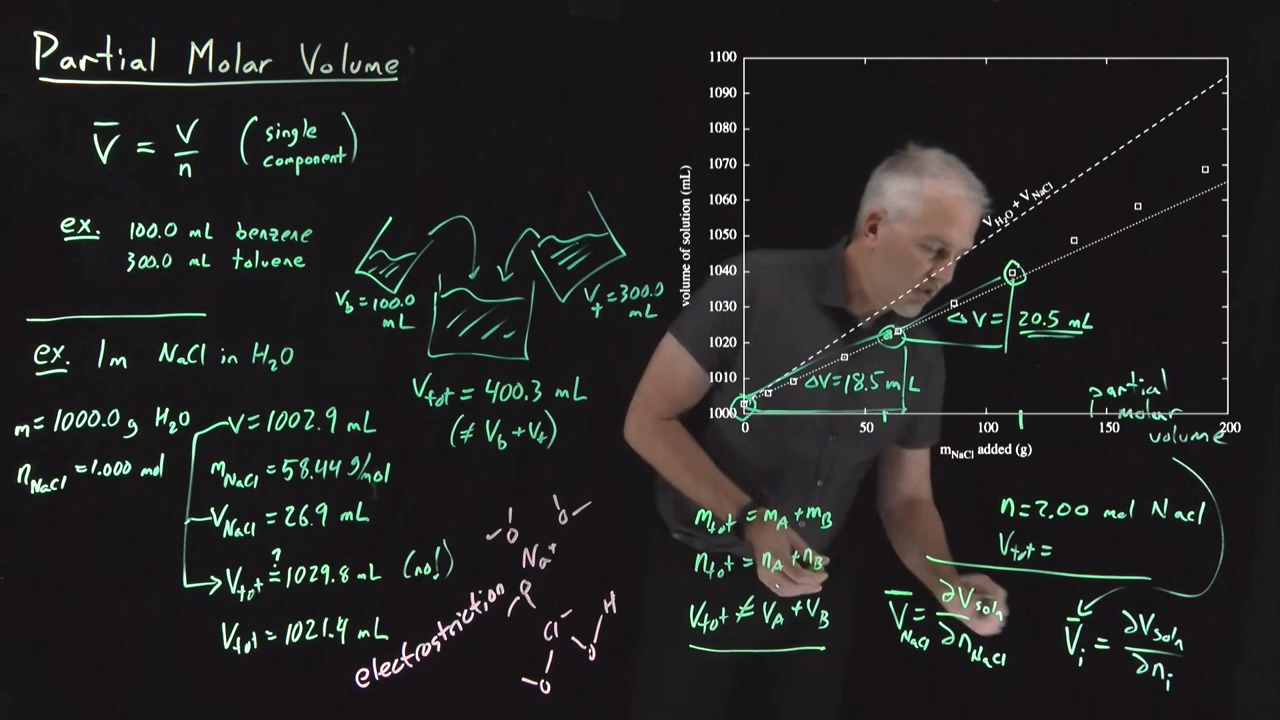 Partial Molar Volume
V̄ = V/n (single component)
ex. 100.0 mL benzene
300.0 mL toluene
V_b = 100.0 mL
V_t = 300.0 mL
V_tot = 400.3 mL
(≠ V_b + V_t)
ex. 1m NaCl in H₂O
m = 1000.0 g H₂O
V = 1002.9 mL
n_NaCl = 1.000 mol
m_NaCl = 58.44 g/mol
V_NaCl = 26.9 mL
V_tot ≟ 1029.8 mL (no!)
V_tot = 1021.4 mL
electrostriction
Na⁺
O
O
O
Cl⁻
H
O
–O
volume of solution (mL)
1100
1090
1080
1070
1060
1050
1040
1030
1020
1010
1000
V_H₂O + V_NaCl
ΔV = 20.5 mL
ΔV = 18.5 mL
0 50 100 150 200
m_NaCl added (g)
partial
molar
volume
m_tot = m_A + m_B
n_tot = n_A + n_B
V_tot ≠ V_A + V_B
n = 2.00 mol NaCl
V_tot =
V̄_NaCl = ∂V_soln/∂n_NaCl
V̄_i = ∂V_soln/∂n_i